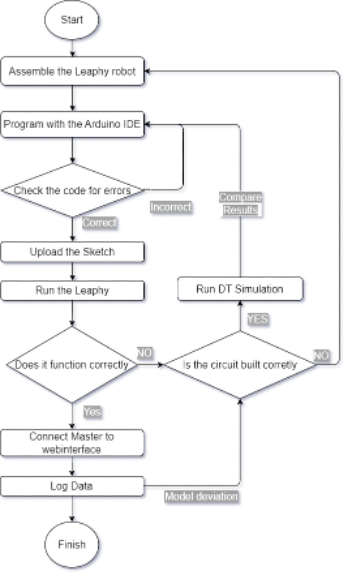 Start
Assemble the Leaphy robot
Program with the Arduino IDE
Check the code for errors
Incorrect
Compare
Results
Correct
Upload the Sketch
Run the Leaphy
Run DT Simulation
YES
Does it function correctly
NO
Is the circuit built corretly
NO
Yes
Connect Master to
webinterface
Log Data
Model deviation
Finish